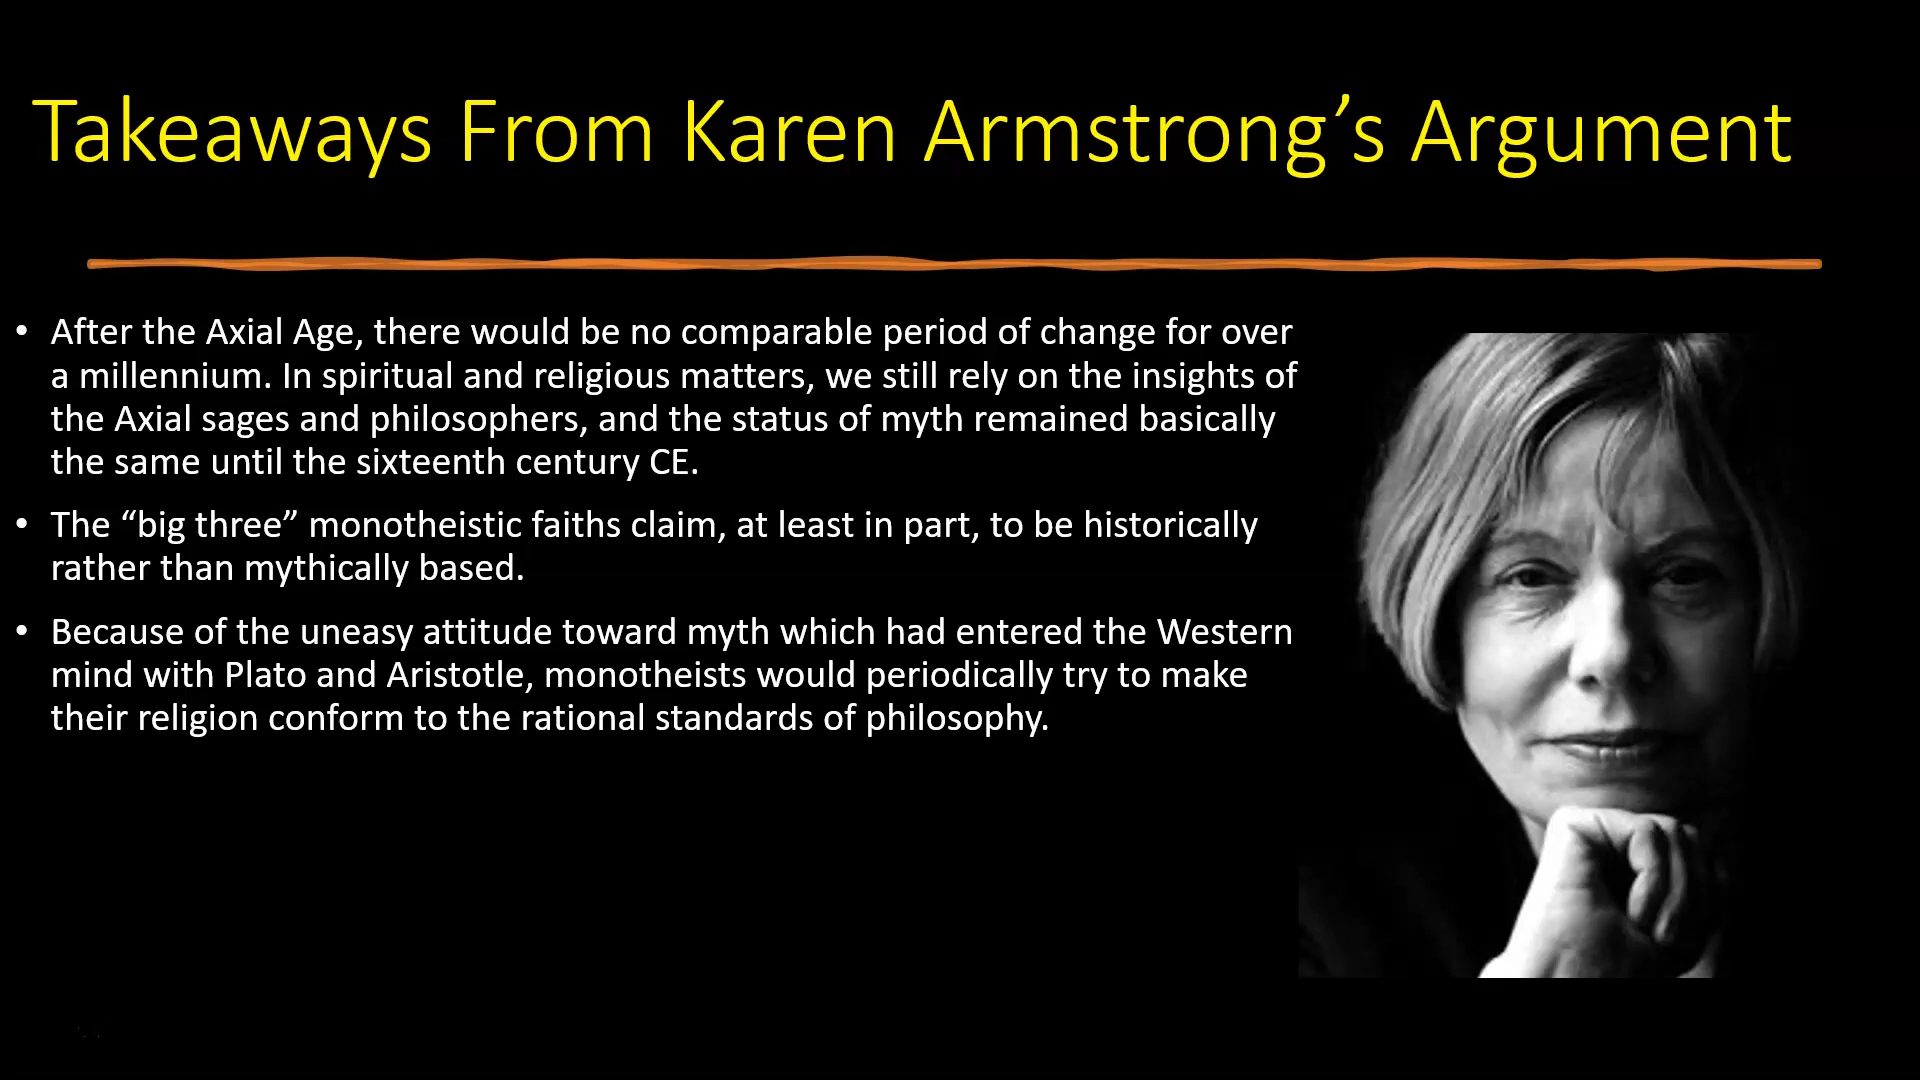 Takeaways From Karen Armstrong’s Argument
• After the Axial Age, there would be no comparable period of change for over
a millennium. In spiritual and religious matters, we still rely on the insights of
the Axial sages and philosophers, and the status of myth remained basically
the same until the sixteenth century CE.
• The “big three” monotheistic faiths claim, at least in part, to be historically
rather than mythically based.
• Because of the uneasy attitude toward myth which had entered the Western
mind with Plato and Aristotle, monotheists would periodically try to make
their religion conform to the rational standards of philosophy.